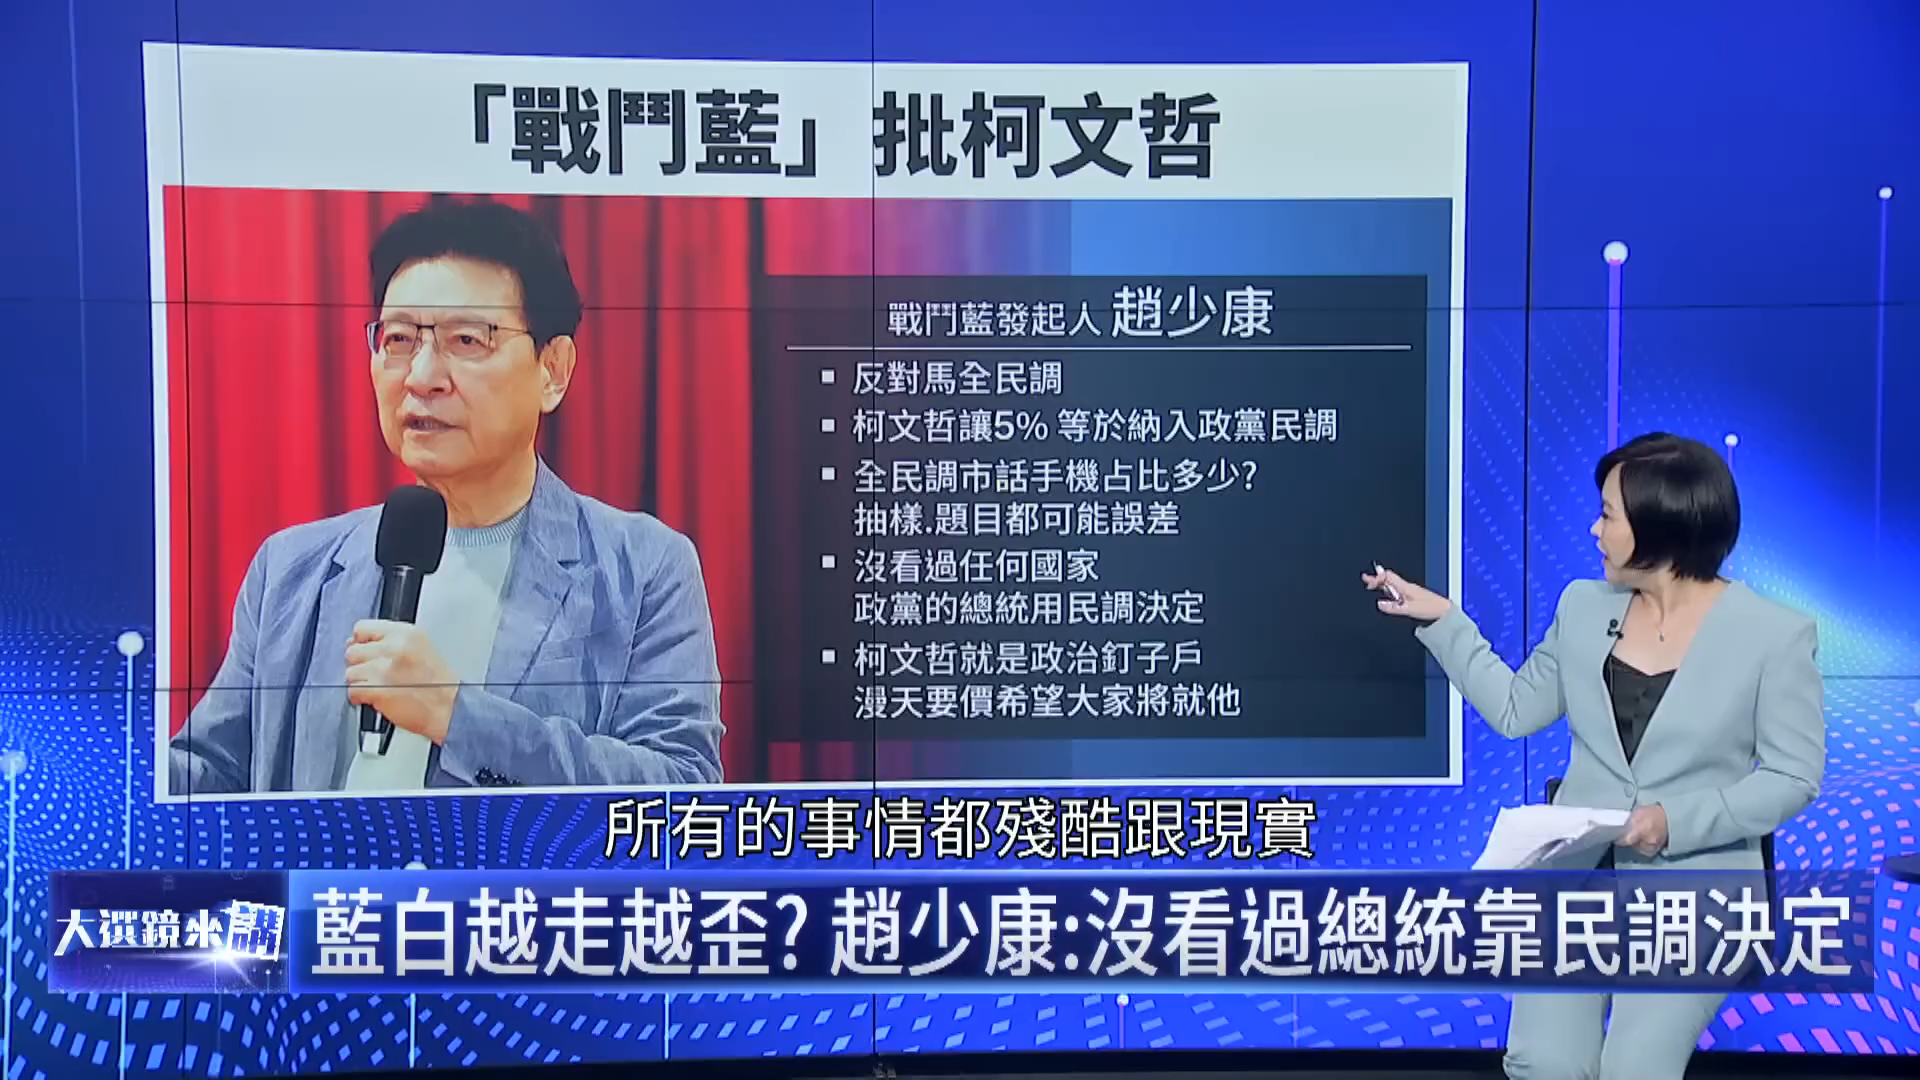 「戰鬥藍」批柯文哲
戰鬥藍發起人 趙少康
▪ 反對馬全民調
▪ 柯文哲讓5% 等於納入政黨民調
▪ 全民調市話手機占比多少?
抽樣.題目都可能誤差
▪ 沒看過任何國家
政黨的總統用民調決定
▪ 柯文哲就是政治釘子戶
漫天要價希望大家將就他
所有的事情都殘酷跟現實
大選鏡來講
藍白越走越歪? 趙少康:沒看過總統靠民調決定